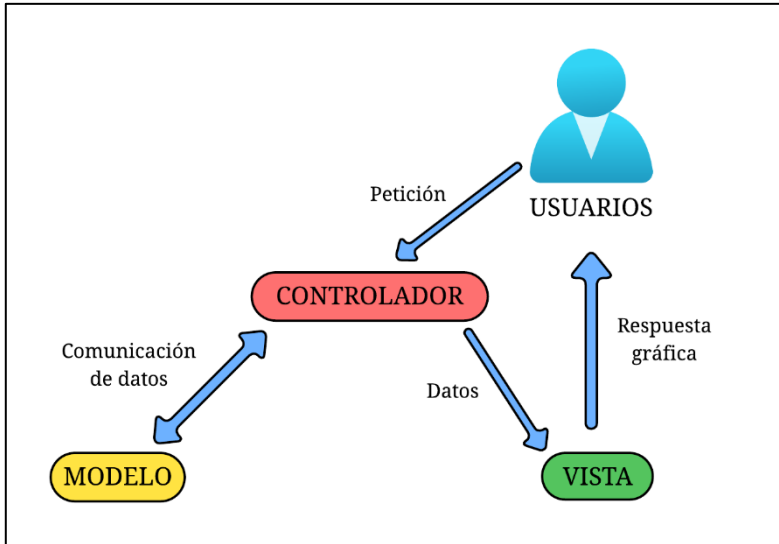 USUARIOS
Petición
CONTROLADOR
Comunicación
de datos
Datos
Respuesta
gráfica
MODELO
VISTA